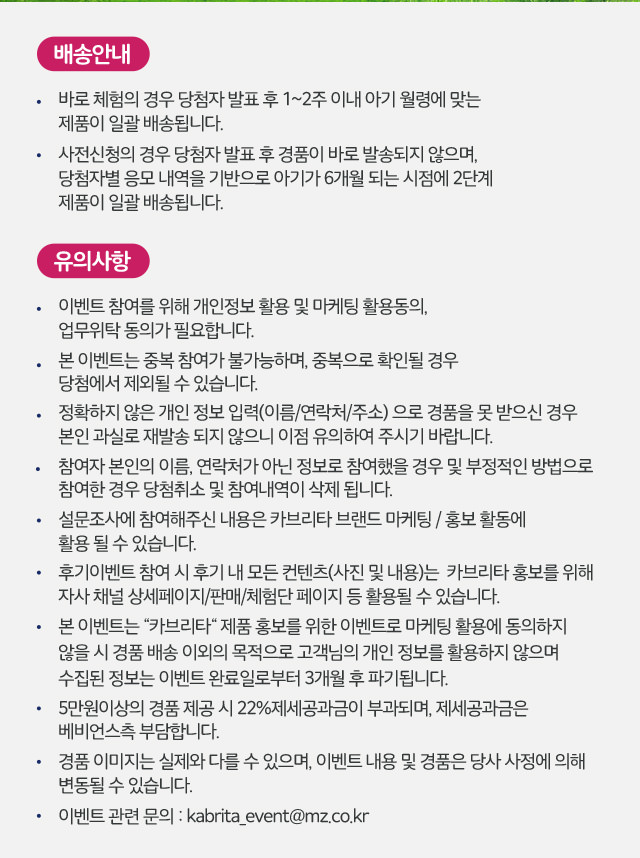 배송안내
• 바로 체험의 경우 당첨자 발표 후 1~2주 이내 아기 월령에 맞는
제품이 일괄 배송됩니다.
• 사전신청의 경우 당첨자 발표 후 경품이 바로 발송되지 않으며,
당첨자별 응모 내역을 기반으로 아기가 6개월 되는 시점에 2단계
제품이 일괄 배송됩니다.
유의사항
• 이벤트 참여를 위해 개인정보 활용 및 마케팅 활용동의,
업무위탁 동의가 필요합니다.
• 본 이벤트는 중복 참여가 불가능하며, 중복으로 확인될 경우
당첨에서 제외될 수 있습니다.
• 정확하지 않은 개인 정보 입력(이름/연락처/주소) 으로 경품을 못 받으신 경우
본인 과실로 재발송 되지 않으니 이점 유의하여 주시기 바랍니다.
• 참여자 본인의 이름, 연락처가 아닌 정보로 참여했을 경우 및 부정적인 방법으로
참여한 경우 당첨취소 및 참여내역이 삭제 됩니다.
• 설문조사에 참여해주신 내용은 카브리타 브랜드 마케팅 / 홍보 활동에
활용 될 수 있습니다.
• 후기이벤트 참여 시 후기 내 모든 컨텐츠(사진 및 내용)는 카브리타 홍보를 위해
자사 채널 상세페이지/판매/체험단 페이지 등 활용될 수 있습니다.
• 본 이벤트는 “카브리타“ 제품 홍보를 위한 이벤트로 마케팅 활용에 동의하지
않을 시 경품 배송 이외의 목적으로 고객님의 개인 정보를 활용하지 않으며
수집된 정보는 이벤트 완료일로부터 3개월 후 파기됩니다.
• 5만원이상의 경품 제공 시 22%제세공과금이 부과되며, 제세공과금은
베비언스측 부담합니다.
• 경품 이미지는 실제와 다를 수 있으며, 이벤트 내용 및 경품은 당사 사정에 의해
변동될 수 있습니다.
• 이벤트 관련 문의 : kabrita_event@mz.co.kr